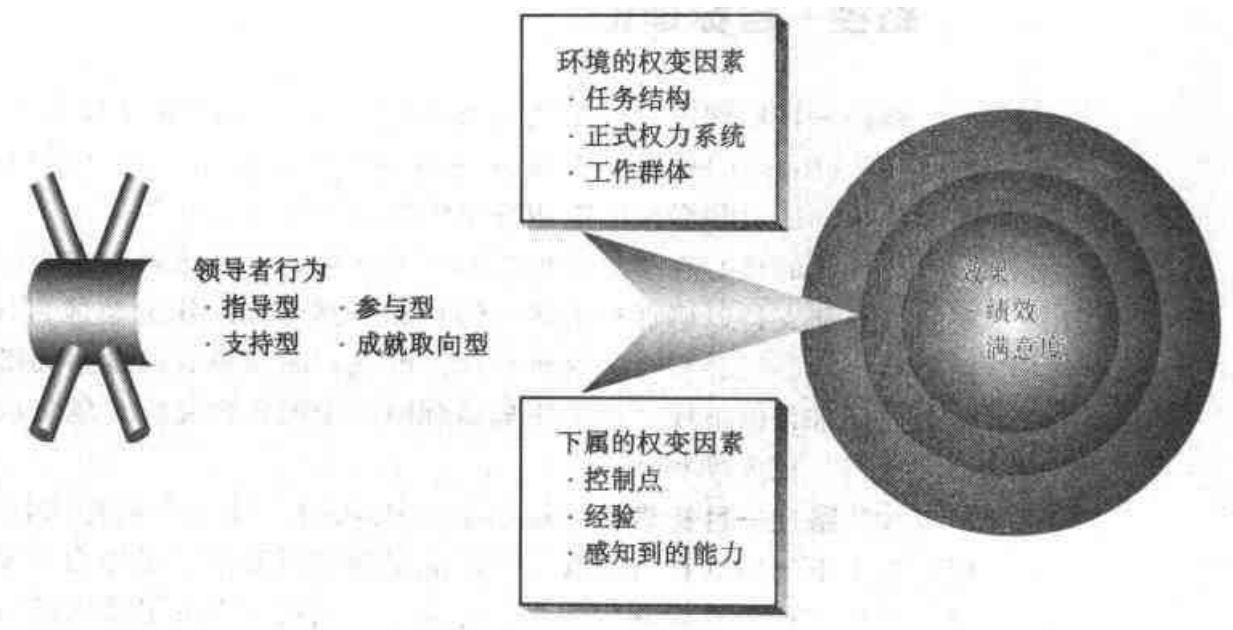 环境的权变因素
· 任务结构
· 正式权力系统
· 工作群体
领导者行为
· 指导型 · 参与型
· 支持型 · 成就取向型
效果
绩效
满意度
下属的权变因素
· 控制点
· 经验
· 感知到的能力